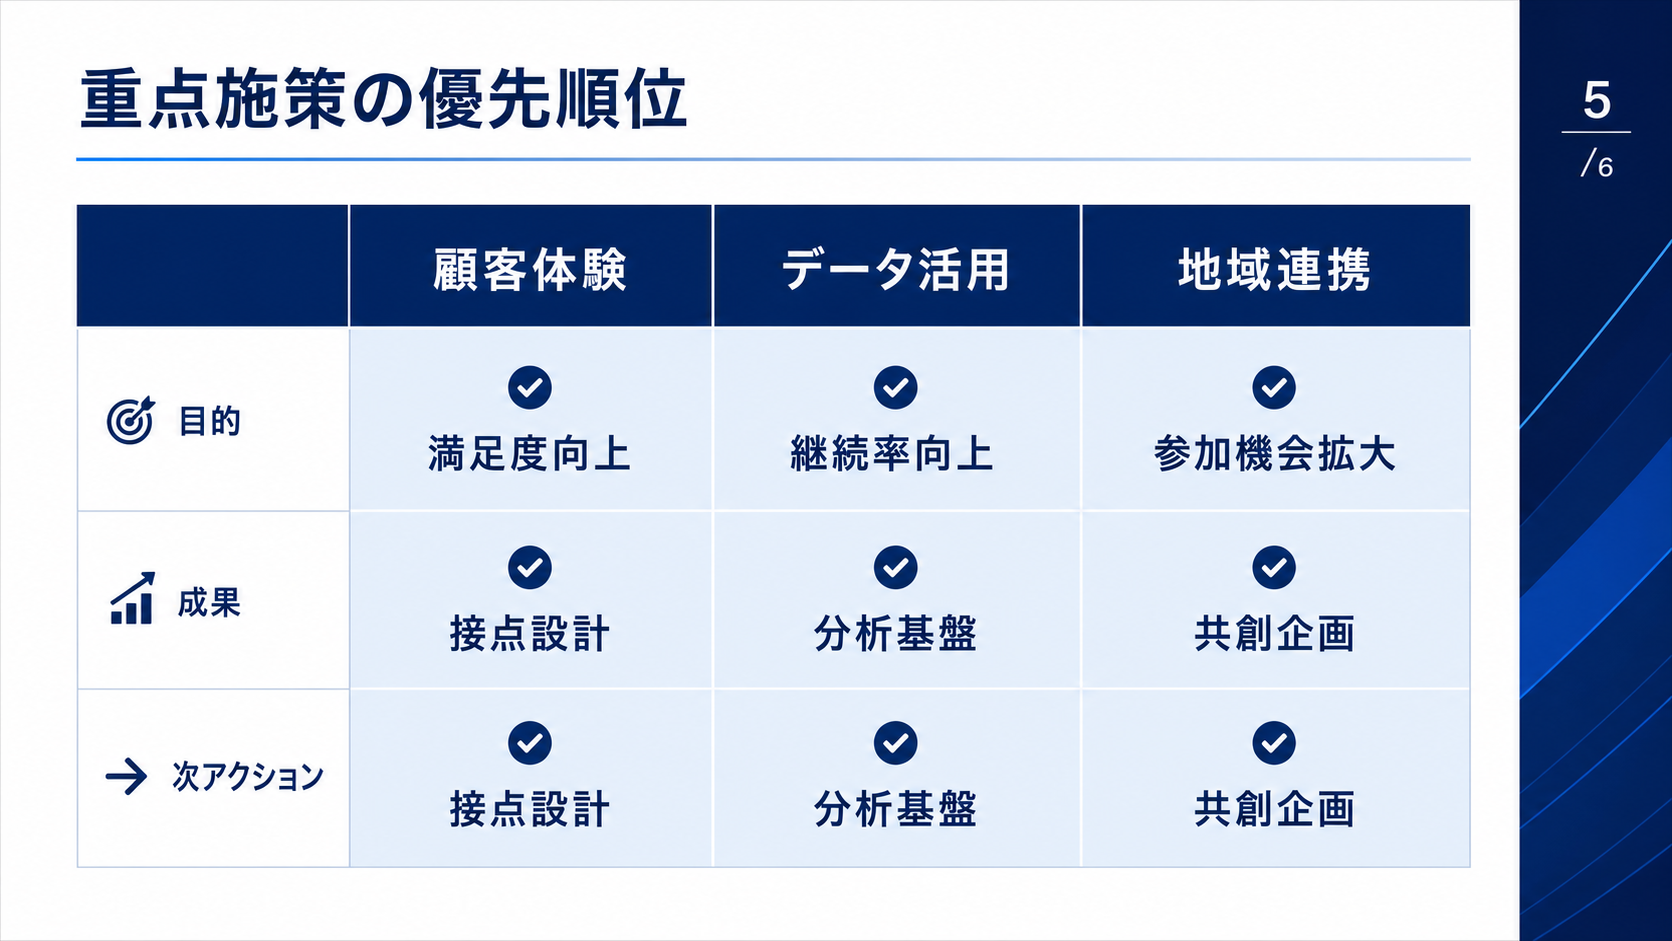 重点施策の優先順位
5
/6
顧客体験 データ活用 地域連携
目的 満足度向上 継続率向上 参加機会拡大
成果 接点設計 分析基盤 共創企画
次アクション 接点設計 分析基盤 共創企画